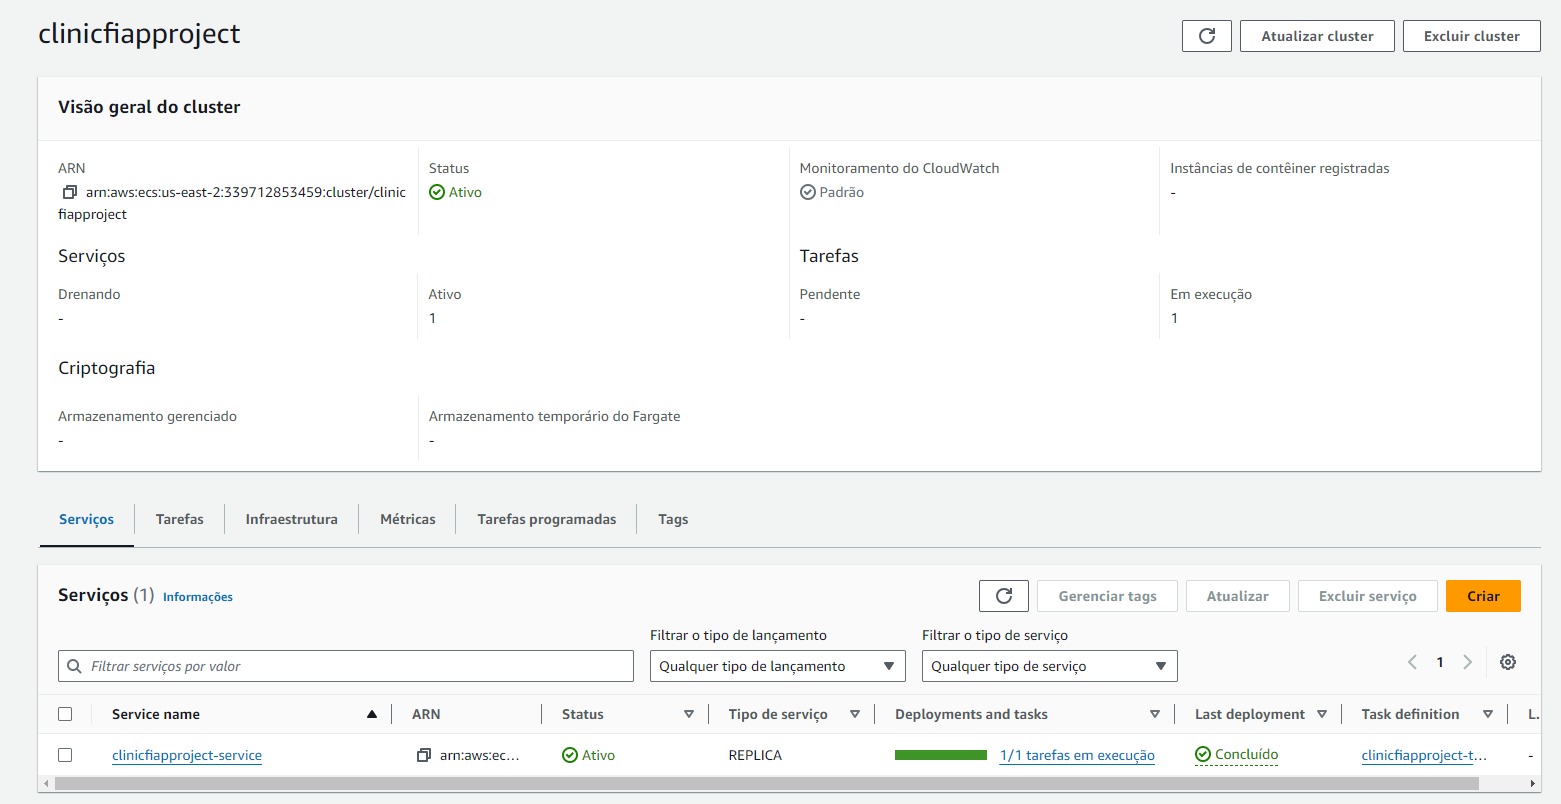 clinicfiapproject
Atualizar cluster
Excluir cluster
Visão geral do cluster
ARN
arn:aws:ecs:us-east-2:339712853459:cluster/clinic
fiapproject
Status
Ativo
Monitoramento do CloudWatch
Padrão
Instâncias de contêiner registradas
-
Serviços
Tarefas
Drenando
-
Ativo
1
Pendente
-
Em execução
1
Criptografia
Armazenamento gerenciado
-
Armazenamento temporário do Fargate
-
Serviços Tarefas Infraestrutura Métricas Tarefas programadas Tags
Serviços (1) Informações
Gerenciar tags
Atualizar
Excluir serviço
Criar
Filtrar o tipo de lançamento
Filtrar o tipo de serviço
Filtrar serviços por valor
Qualquer tipo de lançamento
Qualquer tipo de serviço
1
Service name ARN Status Tipo de serviço Deployments and tasks Last deployment Task definition L.
clinicfiapproject-service arn:aws:ec... Ativo REPLICA 1/1 tarefas em execução Concluído clinicfiapproject-t... -